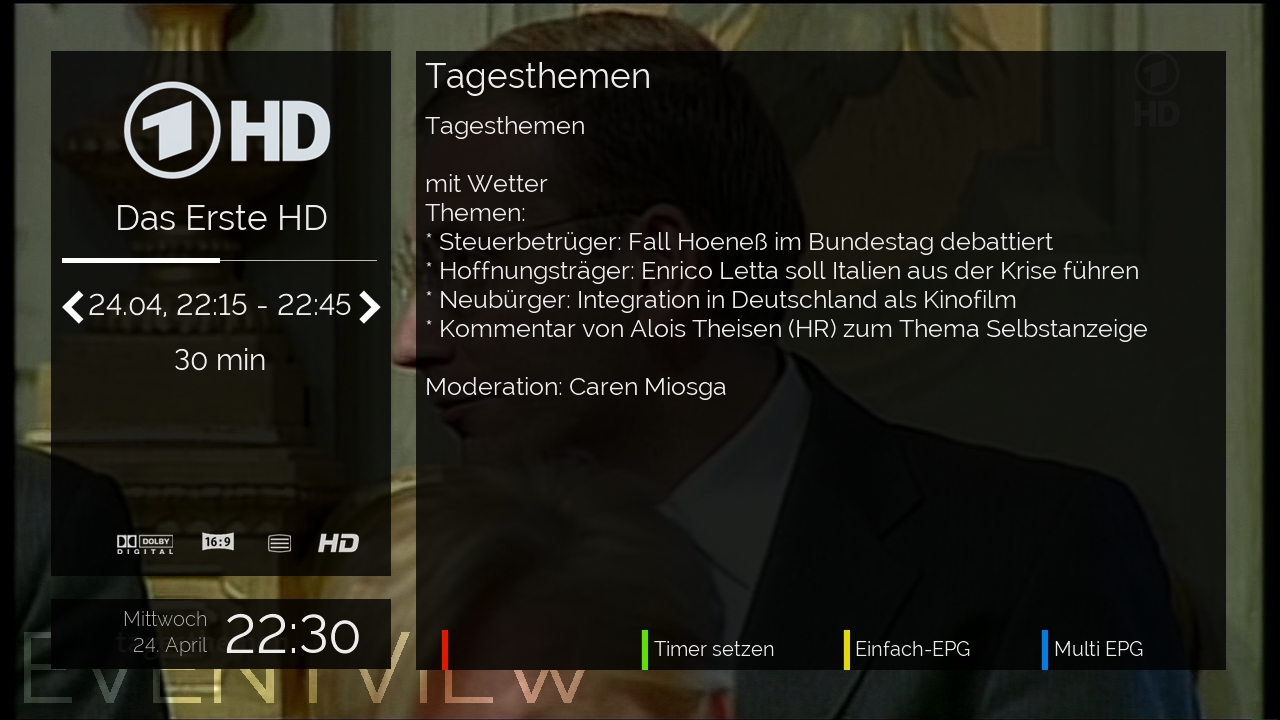 1 HD
Das Erste HD
24.04, 22:15 - 22:45
30 min
DOLBY
DIGITAL
16:9
HD
Mittwoch
24. April
22:30
EVENTVIEW
Tagesthemen
Tagesthemen
mit Wetter
Themen:
* Steuerbetrüger: Fall Hoeneß im Bundestag debattiert
* Hoffnungsträger: Enrico Letta soll Italien aus der Krise führen
* Neubürger: Integration in Deutschland als Kinofilm
* Kommentar von Alois Theisen (HR) zum Thema Selbstanzeige
Moderation: Caren Miosga
1
HD
Timer setzen
Einfach-EPG
Multi EPG